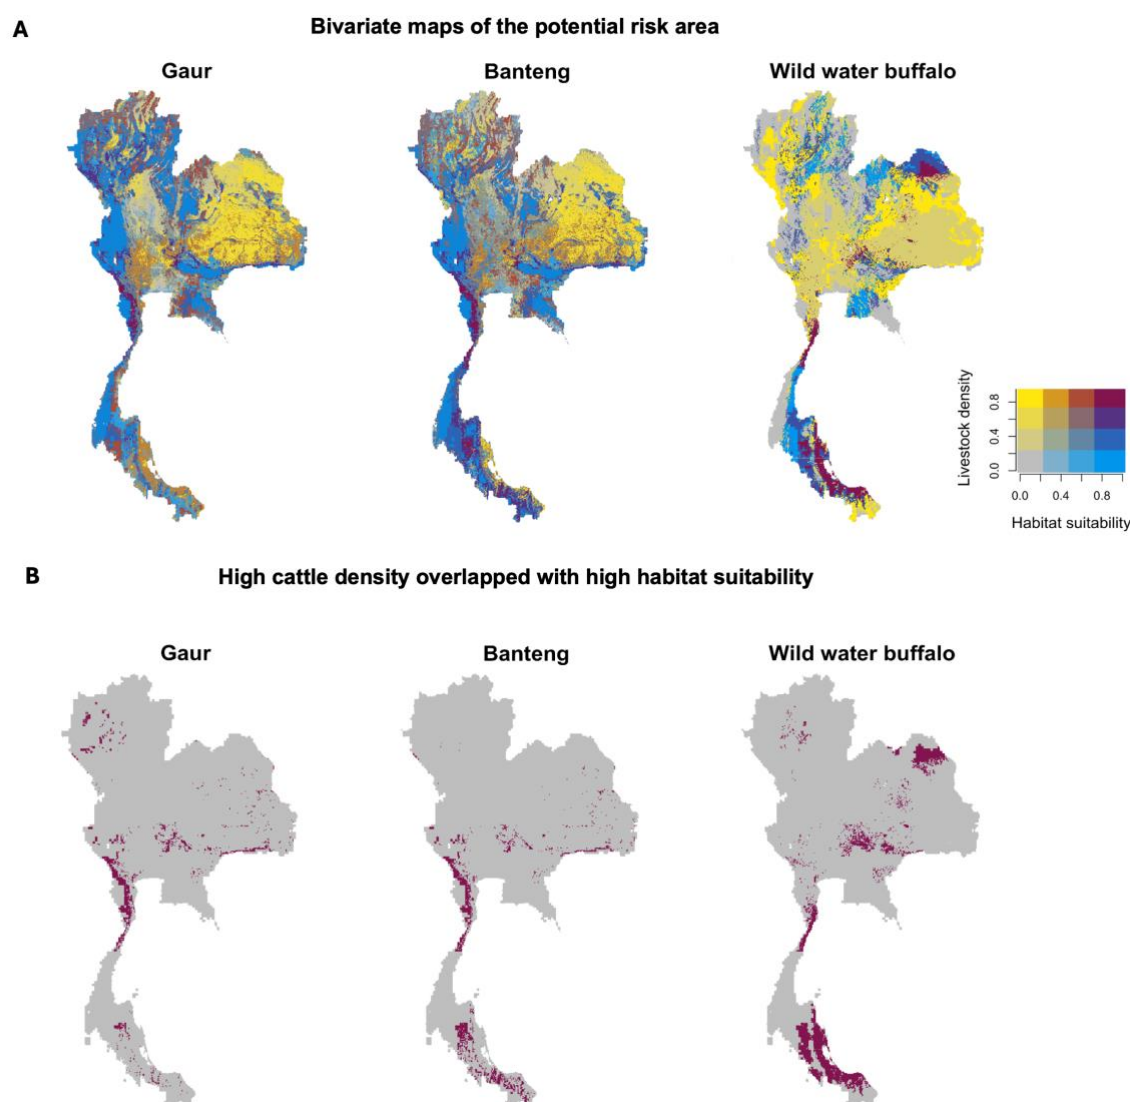 A
Bivariate maps of the potential risk area
Gaur
Banteng
Wild water buffalo
Livestock density
0.8
0.4
0.0
0.0 0.4 0.8
Habitat suitability
B
High cattle density overlapped with high habitat suitability
Gaur
Banteng
Wild water buffalo